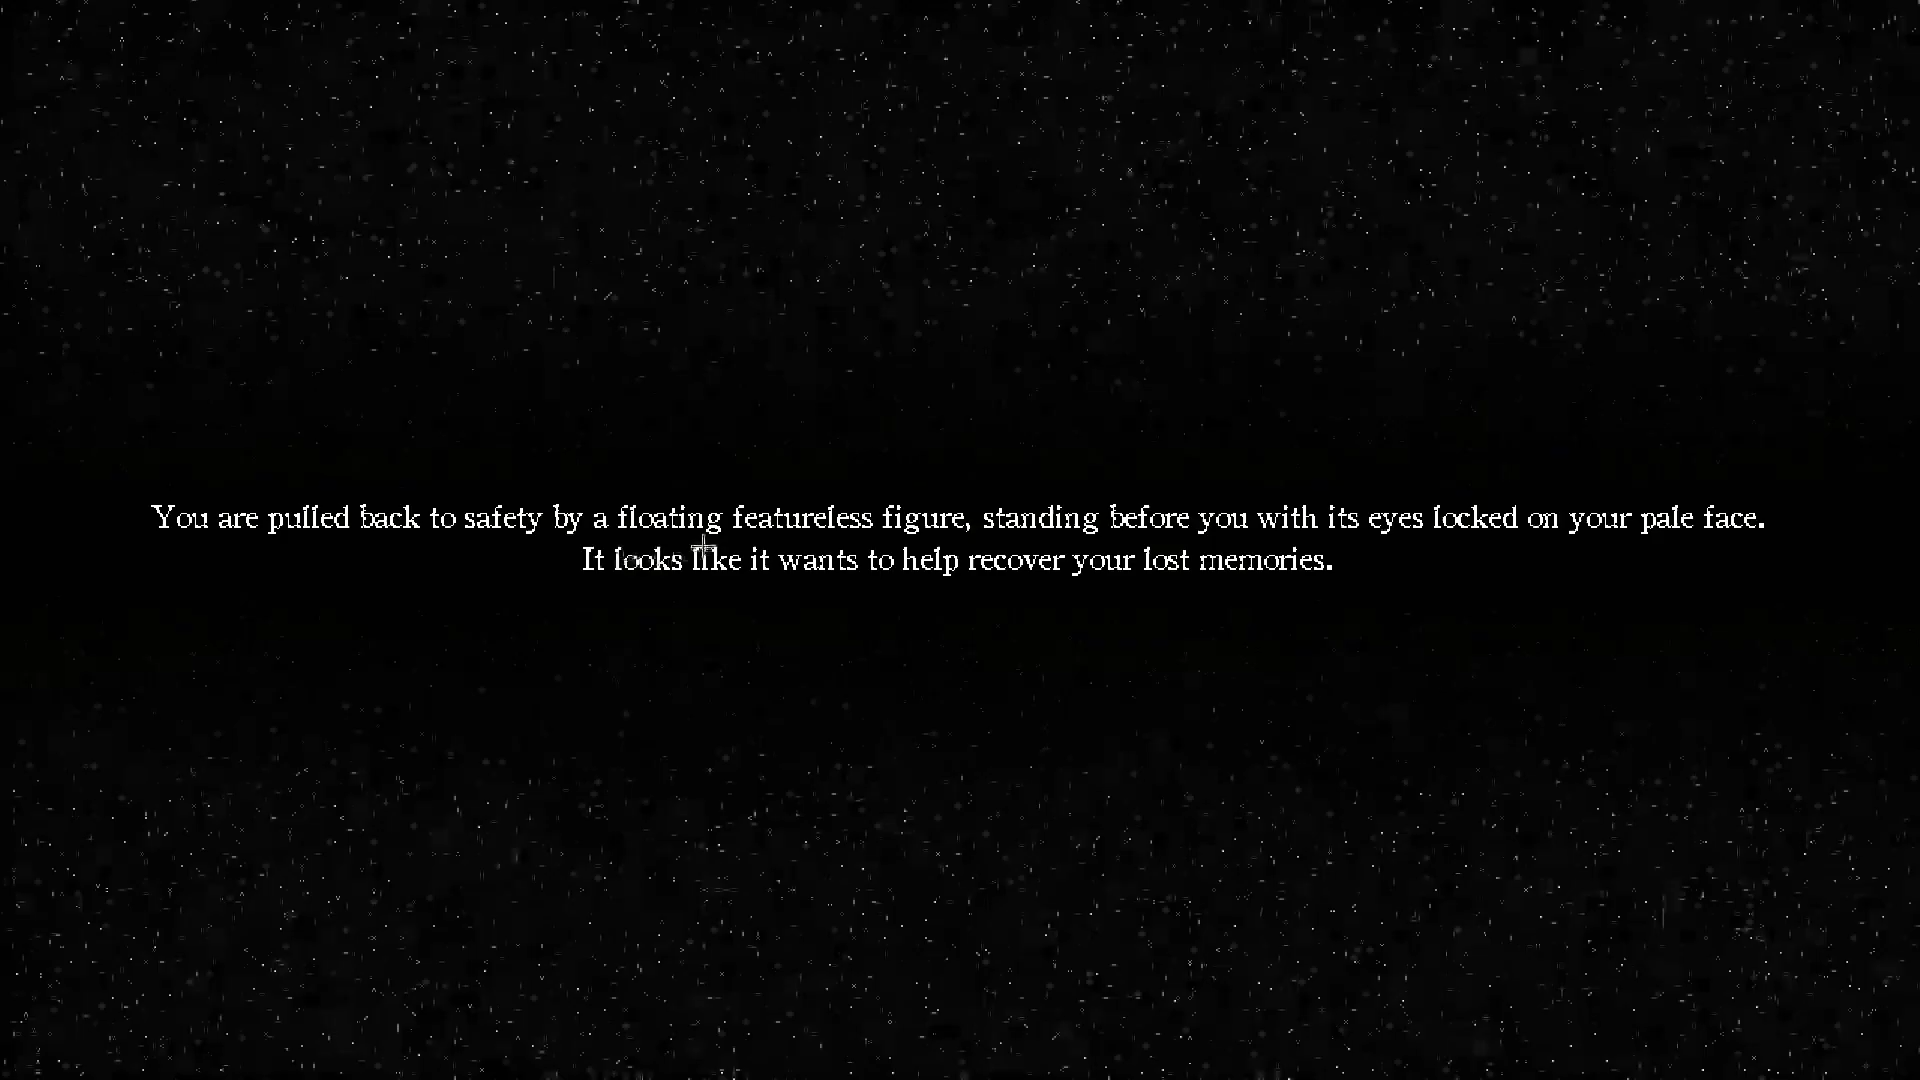 You are pulled back to safety by a floating featureless figure, standing before you with its eyes locked on your pale face.
It looks like it wants to help recover your lost memories.